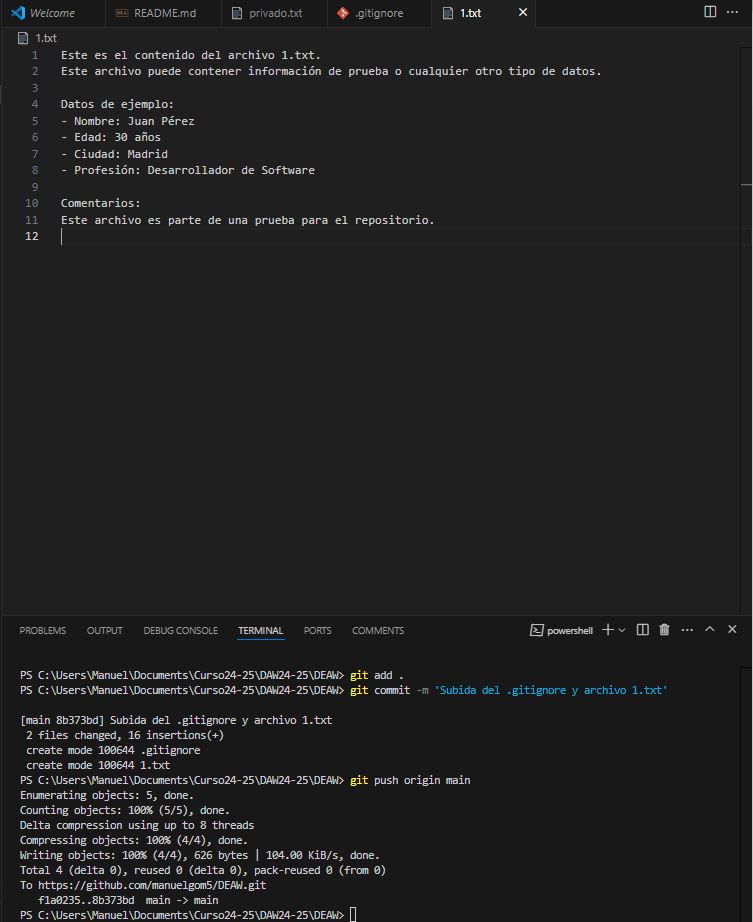 Welcome README.md privado.txt .gitignore 1.txt
1.txt
1 Este es el contenido del archivo 1.txt.
2 Este archivo puede contener información de prueba o cualquier otro tipo de datos.
3
4 Datos de ejemplo:
5 - Nombre: Juan Pérez
6 - Edad: 30 años
7 - Ciudad: Madrid
8 - Profesión: Desarrollador de Software
9
10 Comentarios:
11 Este archivo es parte de una prueba para el repositorio.
12
PROBLEMS OUTPUT DEBUG CONSOLE TERMINAL PORTS COMMENTS powershell
PS C:\Users\Manuel\Documents\Curso24-25\DAW24-25\DEAW> git add .
PS C:\Users\Manuel\Documents\Curso24-25\DAW24-25\DEAW> git commit -m 'Subida del .gitignore y archivo 1.txt'
[main 8b373bd] Subida del .gitignore y archivo 1.txt
2 files changed, 16 insertions(+)
create mode 100644 .gitignore
create mode 100644 1.txt
PS C:\Users\Manuel\Documents\Curso24-25\DAW24-25\DEAW> git push origin main
Enumerating objects: 5, done.
Counting objects: 100% (5/5), done.
Delta compression using up to 8 threads
Compressing objects: 100% (4/4), done.
Writing objects: 100% (4/4), 626 bytes | 104.00 KiB/s, done.
Total 4 (delta 0), reused 0 (delta 0), pack-reused 0 (from 0)
To https://github.com/manuelgom5/DEAW.git
f1a0235..8b373bd main -> main
PS C:\Users\Manuel\Documents\Curso24-25\DAW24-25\DEAW>